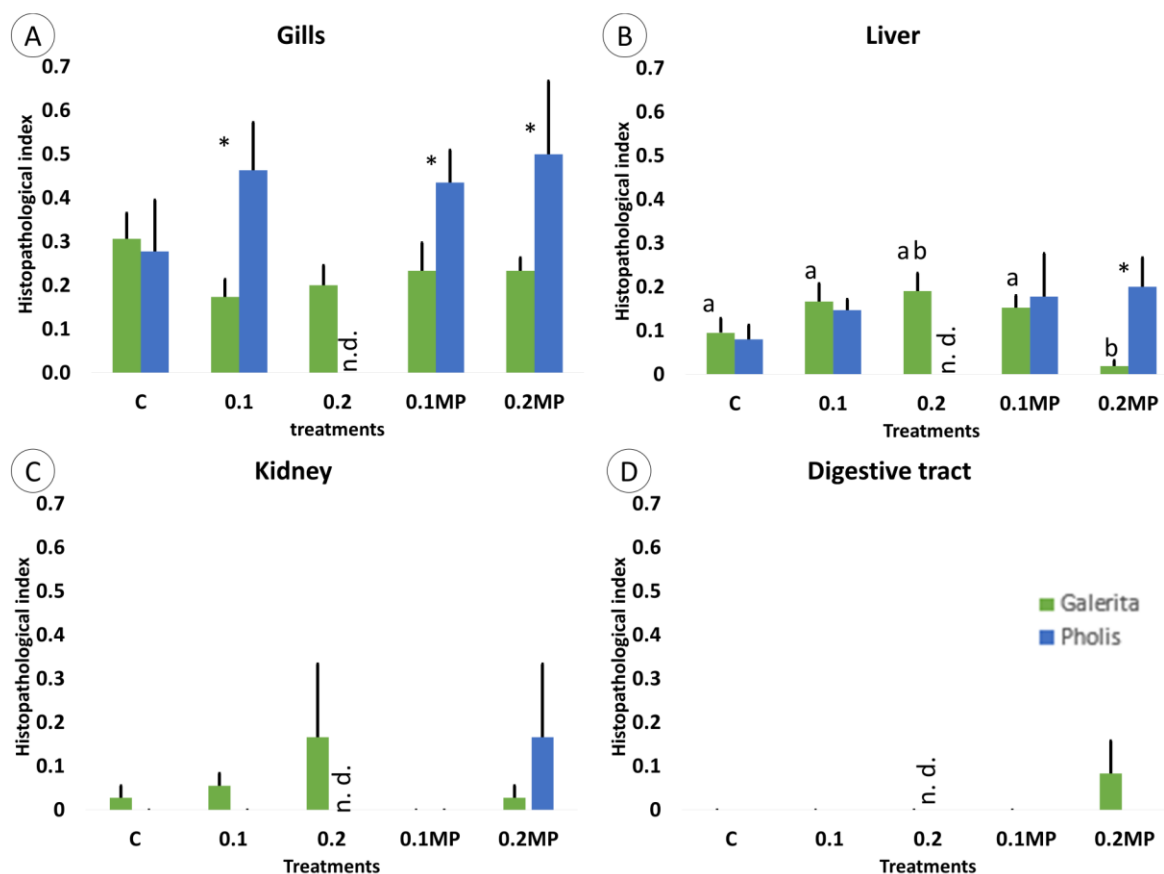 A
Gills
Histopathological index
0.7
0.6
0.5
0.4
0.3
0.2
0.1
0.0
*
*
*
n.d.
C 0.1 0.2 0.1MP 0.2MP
treatments
B
Liver
Histopathological index
0.7
0.6
0.5
0.4
0.3
0.2
0.1
0
a
a
a b
n. d.
a
b
*
C 0.1 0.2 0.1MP 0.2MP
Treatments
C
Kidney
Histopathological index
0.7
0.6
0.5
0.4
0.3
0.2
0.1
0
n. d.
C 0.1 0.2 0.1MP 0.2MP
Treatments
D
Digestive tract
Histopathological index
0.7
0.6
0.5
0.4
0.3
0.2
0.1
0
n. d.
Galerita
Pholis
C 0.1 0.2 0.1MP 0.2MP
Treatments